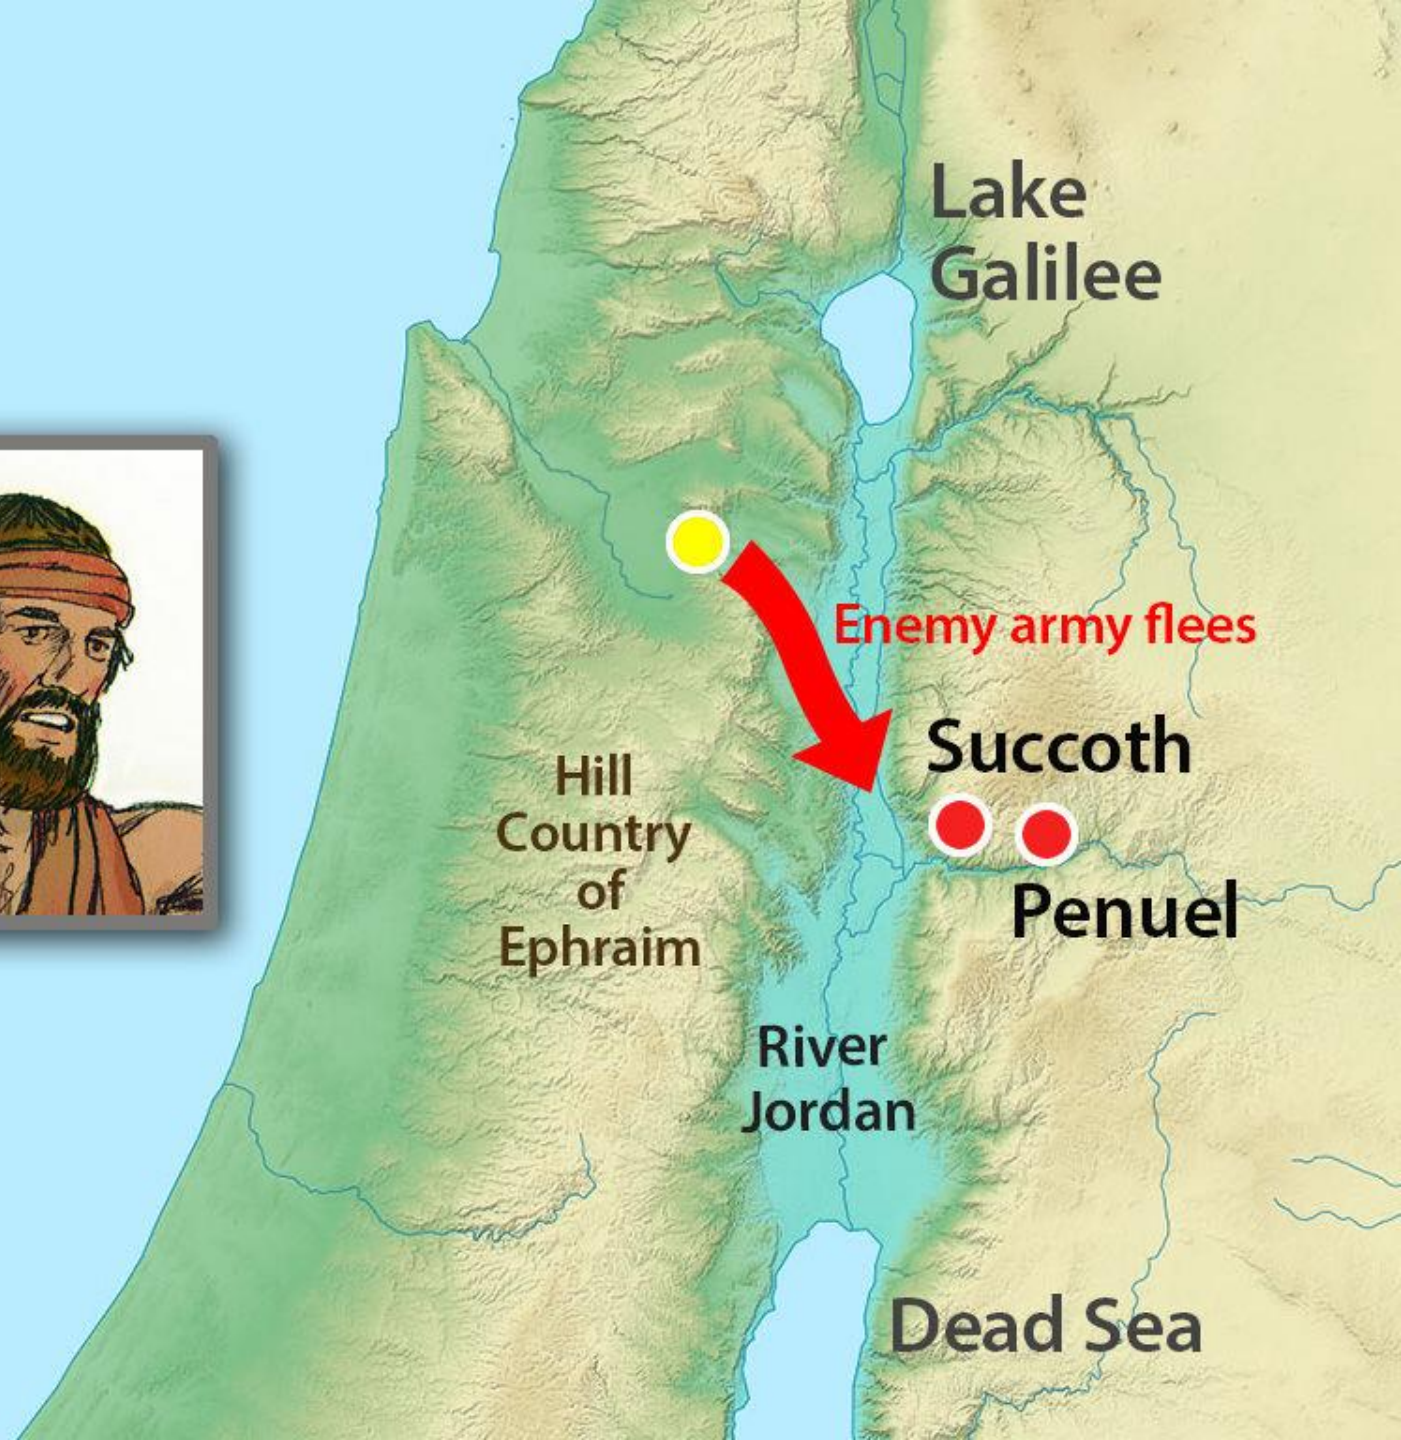 Lake
Galilee
Enemy army flees
Succoth
Hill
Country
of
Ephraim
Penuel
River
Jordan
Dead Sea